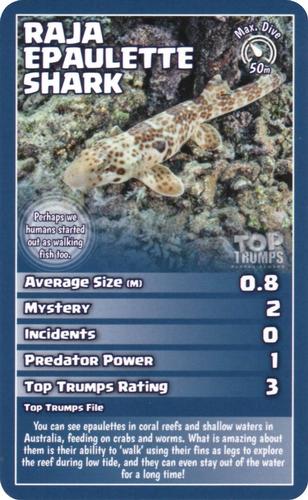 RAJA
EPAULETTE
SHARK
Max. Dive
50m
Perhaps we
humans started
out as walking
fish too.
TOP
TRUMPS
Average Size (M) 0.8
Mystery 2
Incidents 0
Predator Power 1
Top Trumps Rating 3
Top Trumps File
You can see epaulettes in coral reefs and shallow waters in
Australia, feeding on crabs and worms. What is amazing about
them is their ability to 'walk' using their fins as legs to explore
the reef during low tide, and they can even stay out of the water
for a long time!